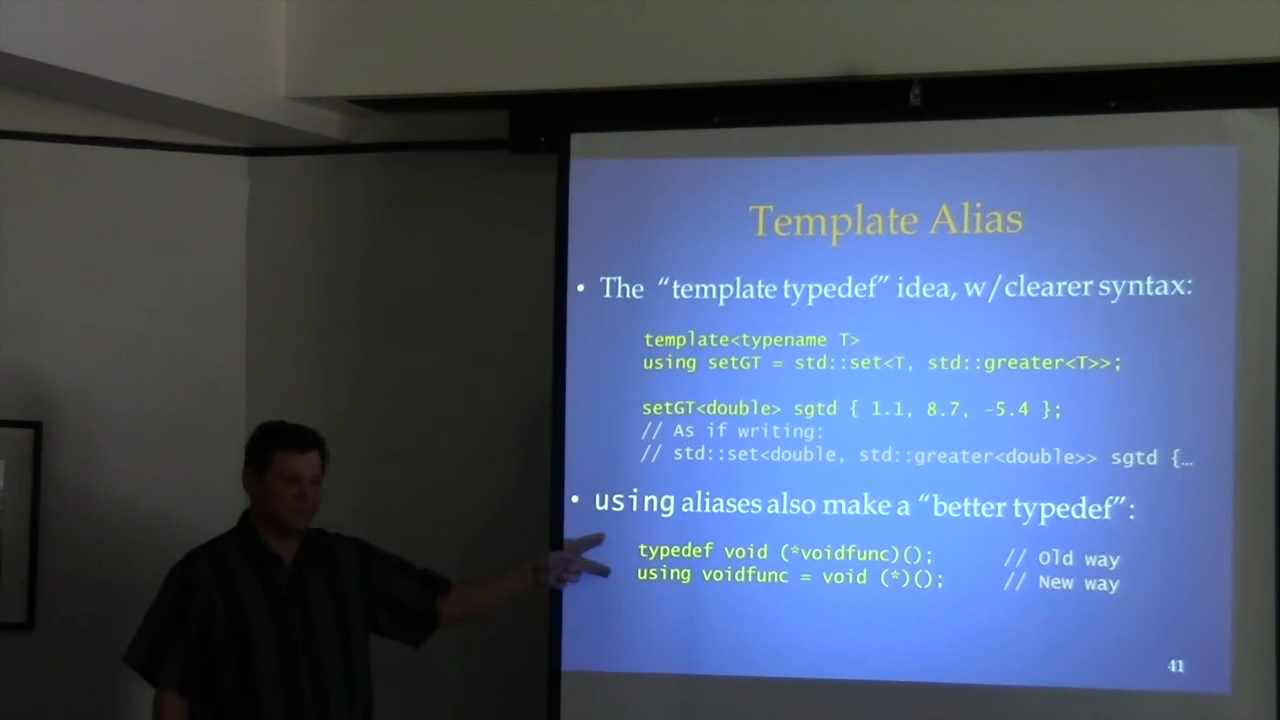 Template Alias
• The “template typedef” idea, w/clearer syntax:
template<typename T>
using setGT = std::set<T, std::greater<T>>;
setGT<double> sgtd { 1.1, 8.7, -5.4 };
// As if writing:
// std::set<double, std::greater<double>> sgtd {…
• using aliases also make a “better typedef”:
typedef void (*voidfunc)(); // Old way
using voidfunc = void (*)(); // New way
41